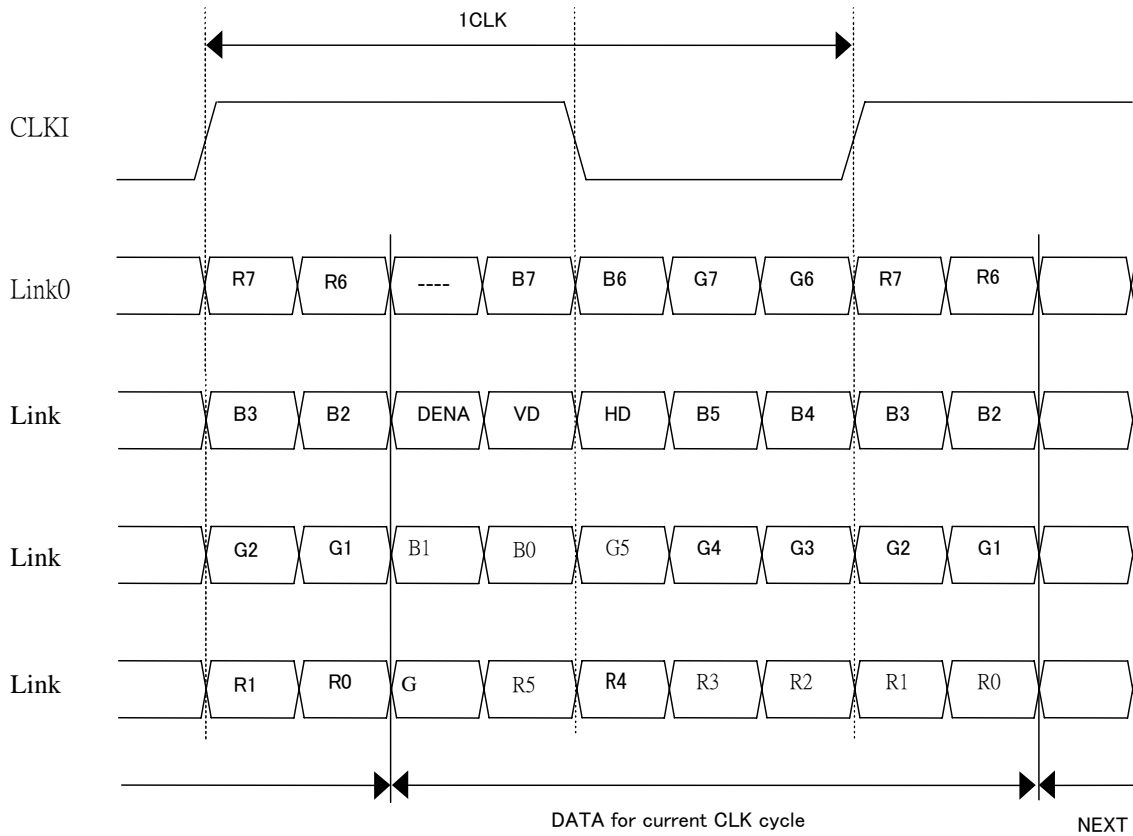 1CLK
CLKI
Link0 R7 R6 ---- B7 B6 G7 G6 R7 R6
Link B3 B2 DENA VD HD B5 B4 B3 B2
Link G2 G1 B1 B0 G5 G4 G3 G2 G1
Link R1 R0 G R5 R4 R3 R2 R1 R0
DATA for current CLK cycle
NEXT